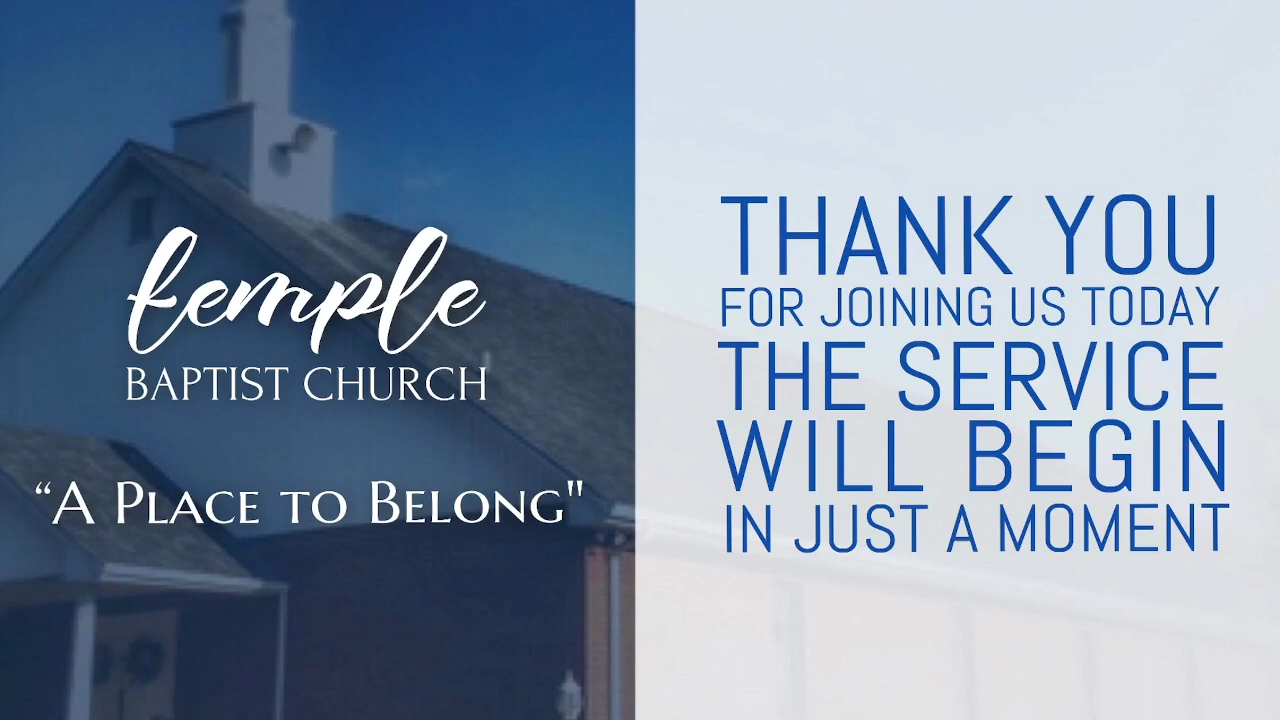 temple
BAPTIST CHURCH
“A Place to Belong"
THANK YOU
FOR JOINING US TODAY
THE SERVICE
WILL BEGIN
IN JUST A MOMENT